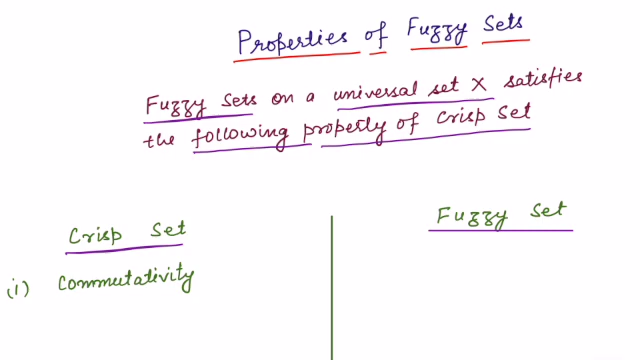 Properties of Fuzzy Sets
Fuzzy Sets on a universal set X satisfies
the following property of Crisp Set
Crisp Set
Fuzzy Set
(i) Commutativity